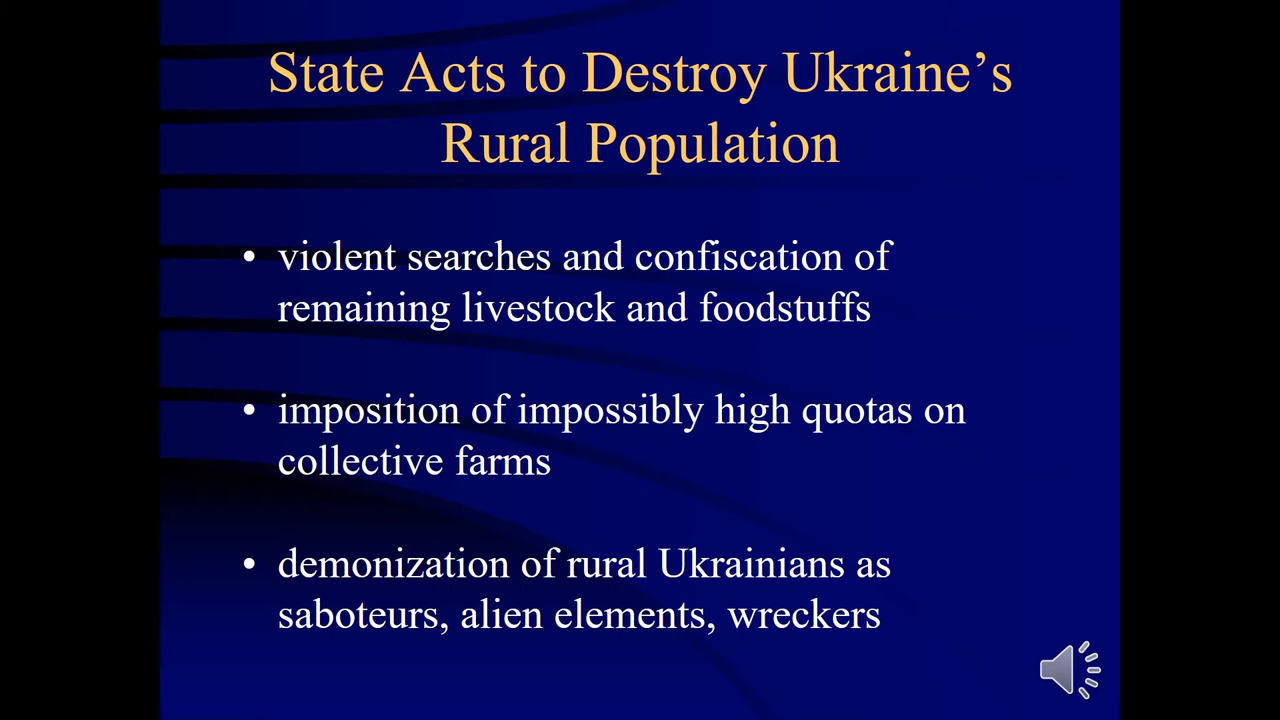 State Acts to Destroy Ukraine’s
Rural Population
• violent searches and confiscation of
remaining livestock and foodstuffs
• imposition of impossibly high quotas on
collective farms
• demonization of rural Ukrainians as
saboteurs, alien elements, wreckers